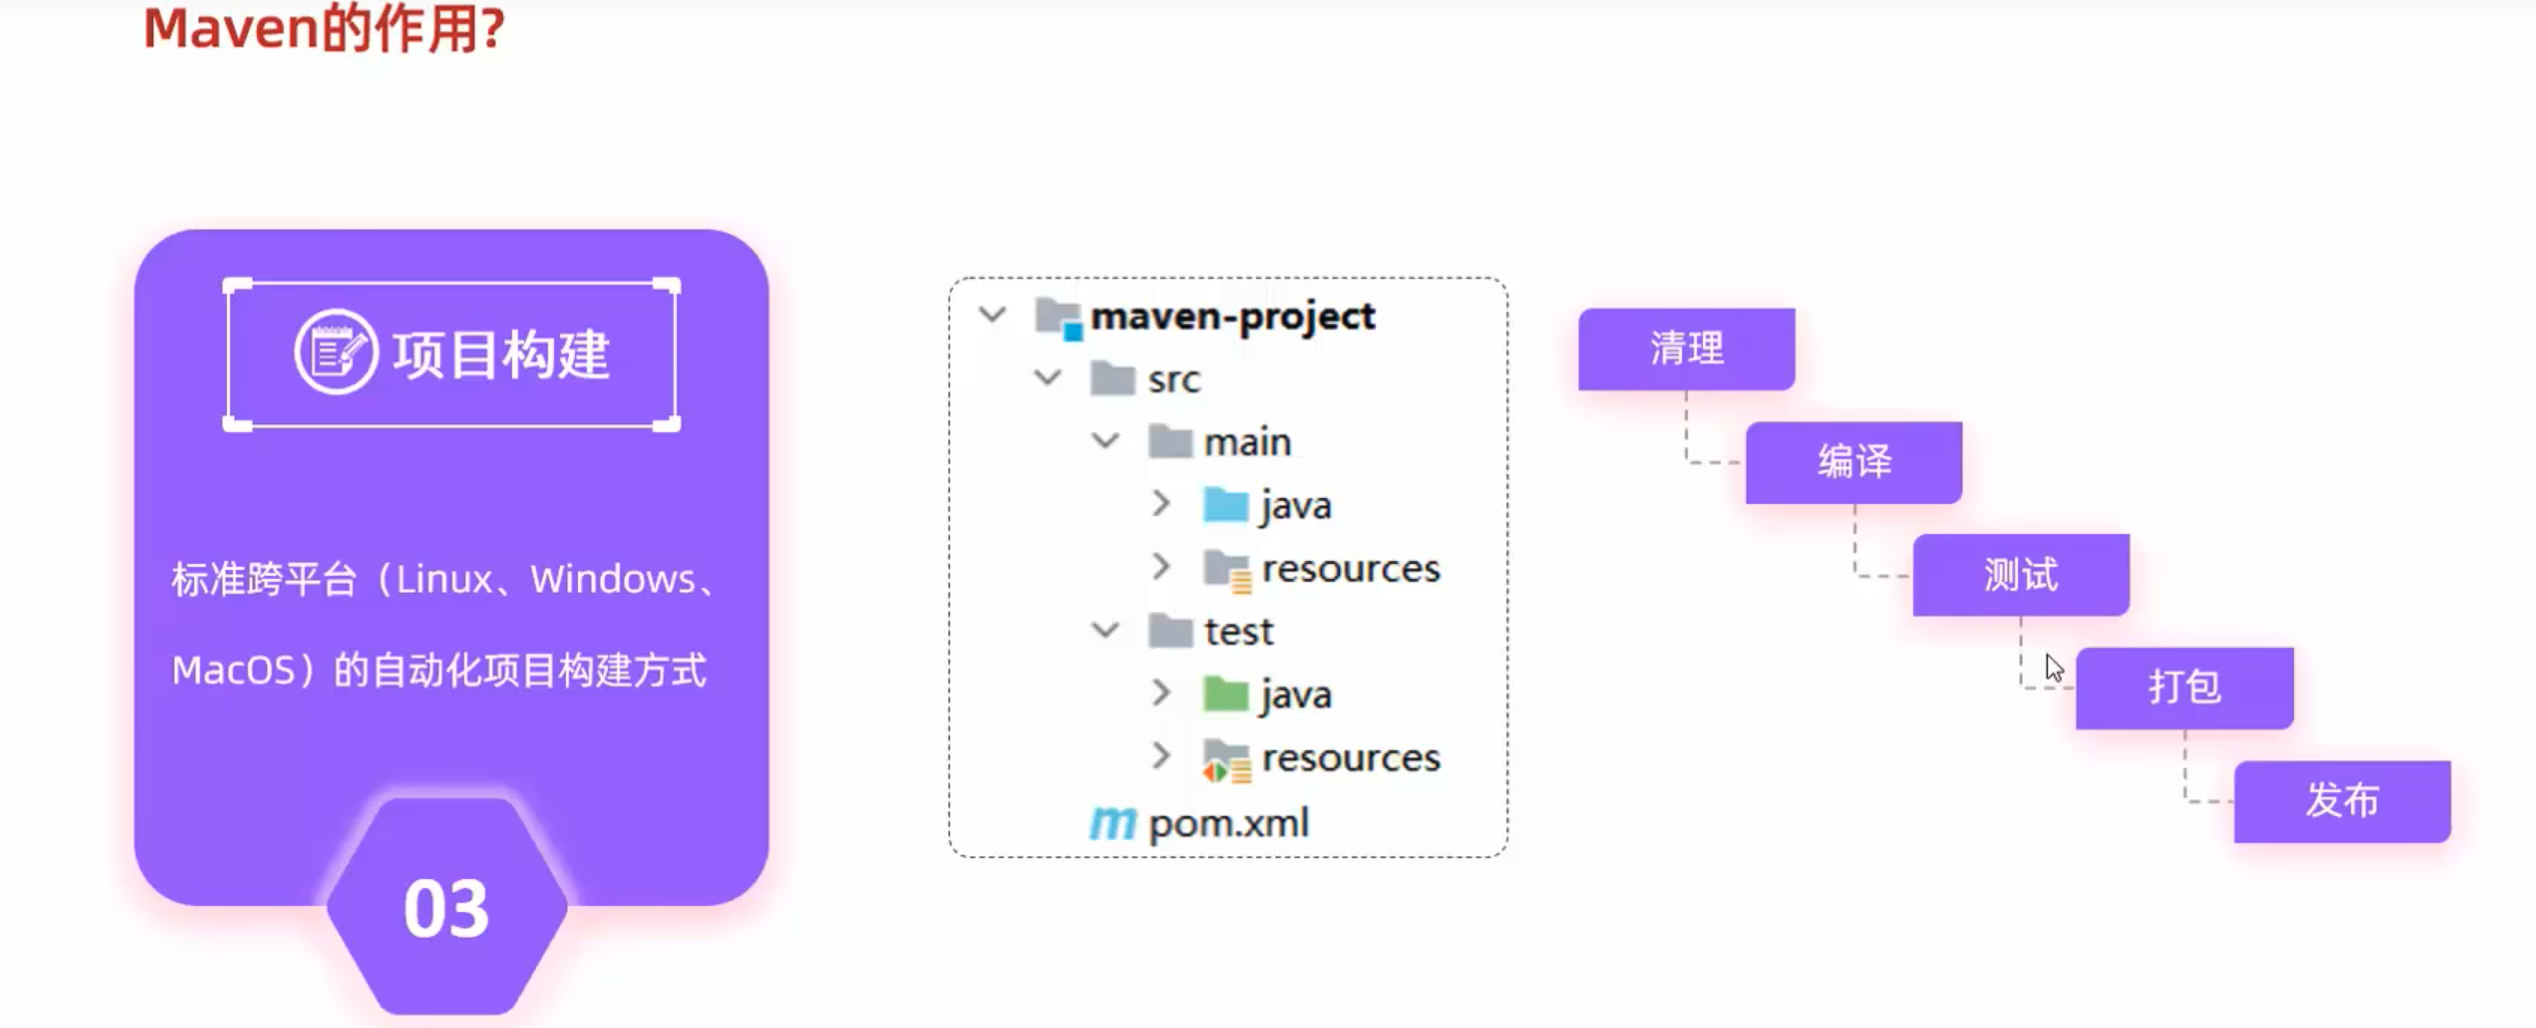 Maven的作用?
项目构建
标准跨平台（Linux、Windows、
MacOS）的自动化项目构建方式
03
maven-project
src
main
java
resources
test
java
resources
pom.xml
清理
编译
测试
打包
发布